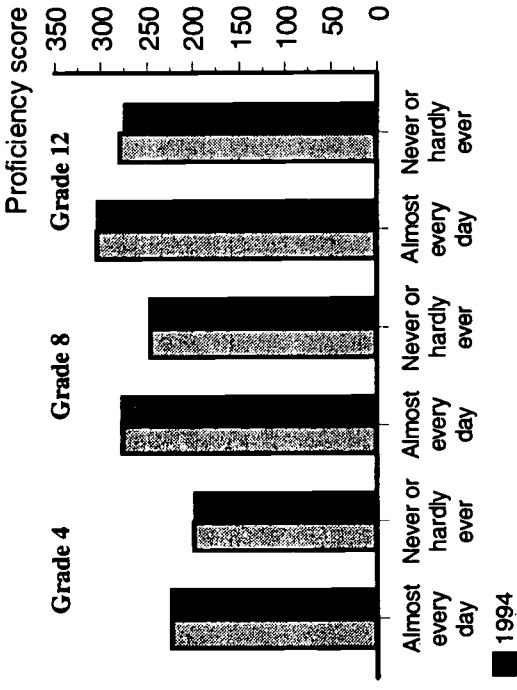 Proficiency score
350
300
250
200
150
100
50
0
Grade 4
Grade 8
Grade 12
Almost
every
day
Never or
hardly
ever
Almost
every
day
Never or
hardly
ever
Almost
every
day
Never or
hardly
ever
1994